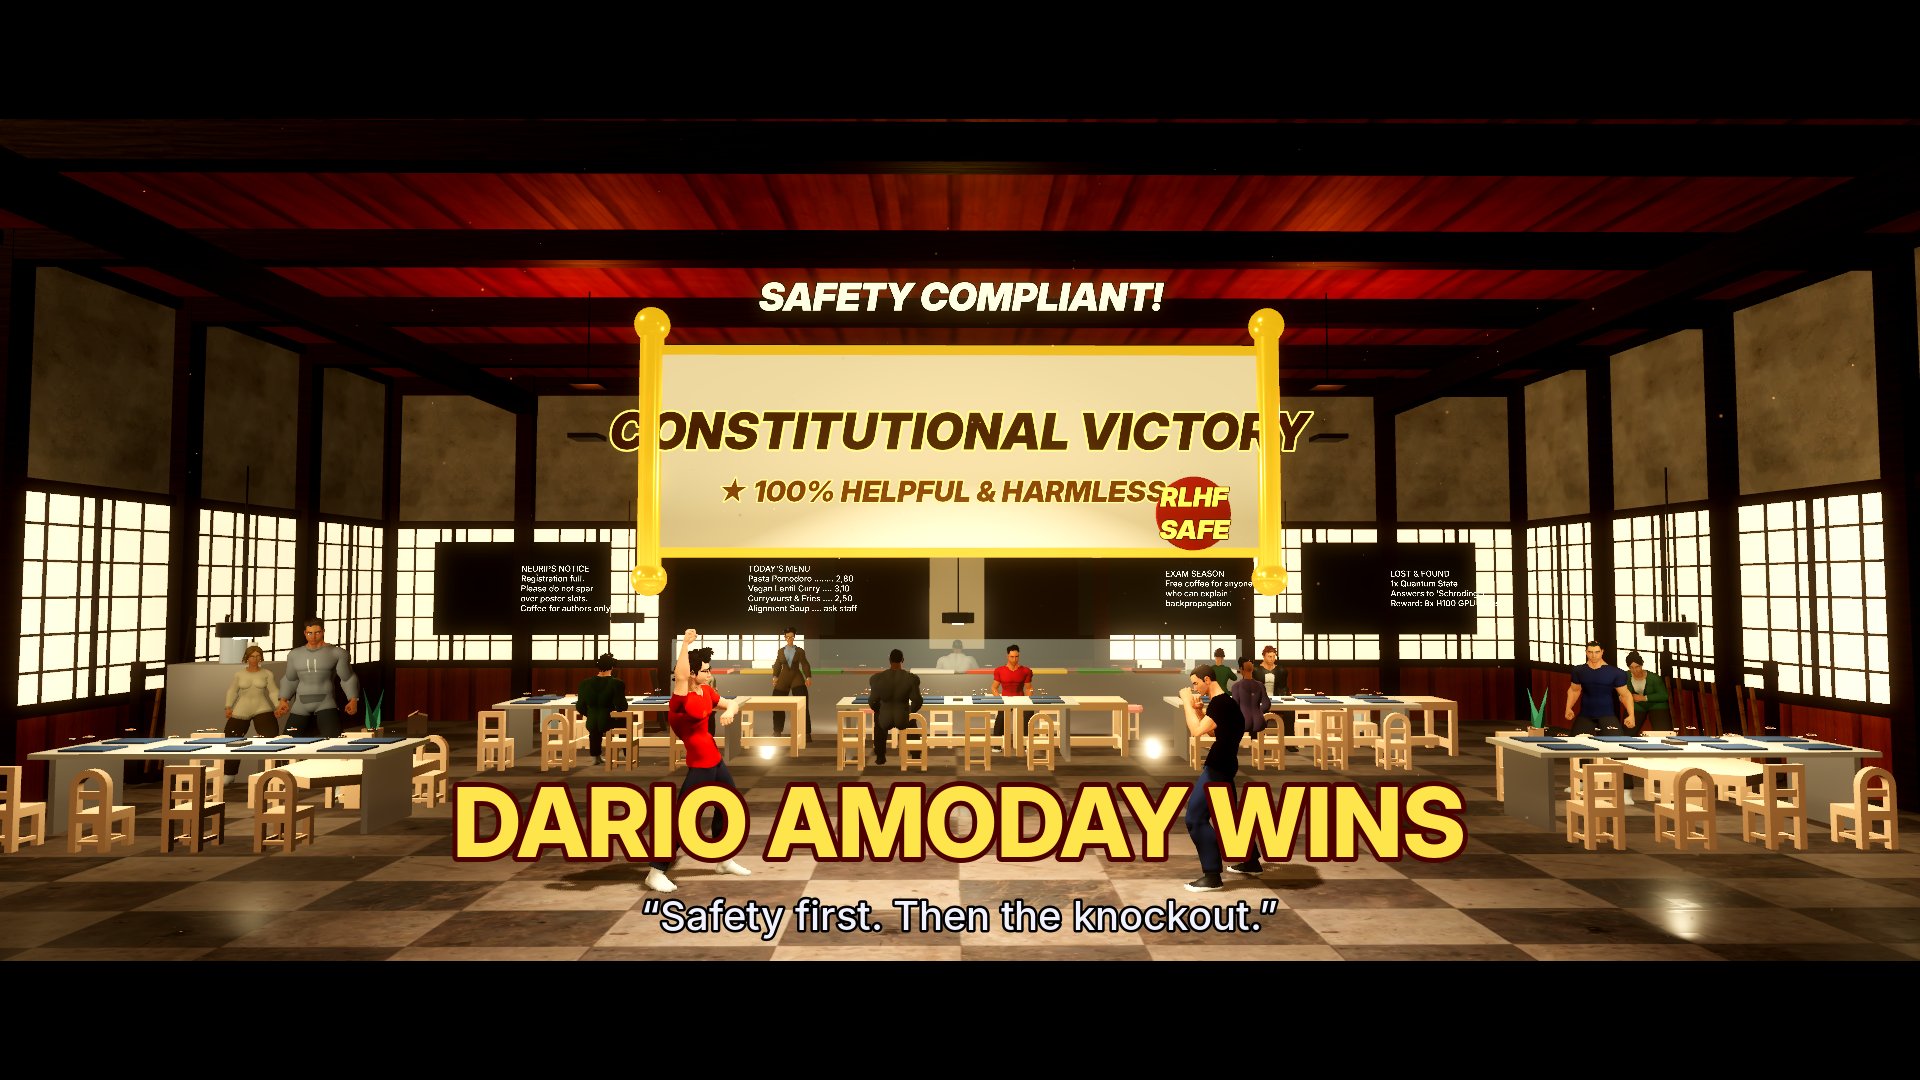 SAFETY COMPLIANT!
CONSTITUTIONAL VICTORY
★ 100% HELPFUL & HARMLESS
RLHF
SAFE
NEURIPS NOTICE
Registration full.
Please do not spar
over poster slots.
Coffee for authors only
TODAY'S MENU
Pasta Pomodoro ........ 2,80
Vegan Lentil Curry .... 3,10
Currywurst & Fries .... 2,50
Alignment Soup .... ask staff
EXAM SEASON
Free coffee for anyone
who can explain
backpropagation
LOST & FOUND
1x Quantum State
Answers to
Reward: 8x H100 GPU
DARIO AMODAY WINS
“Safety first. Then the knockout.”